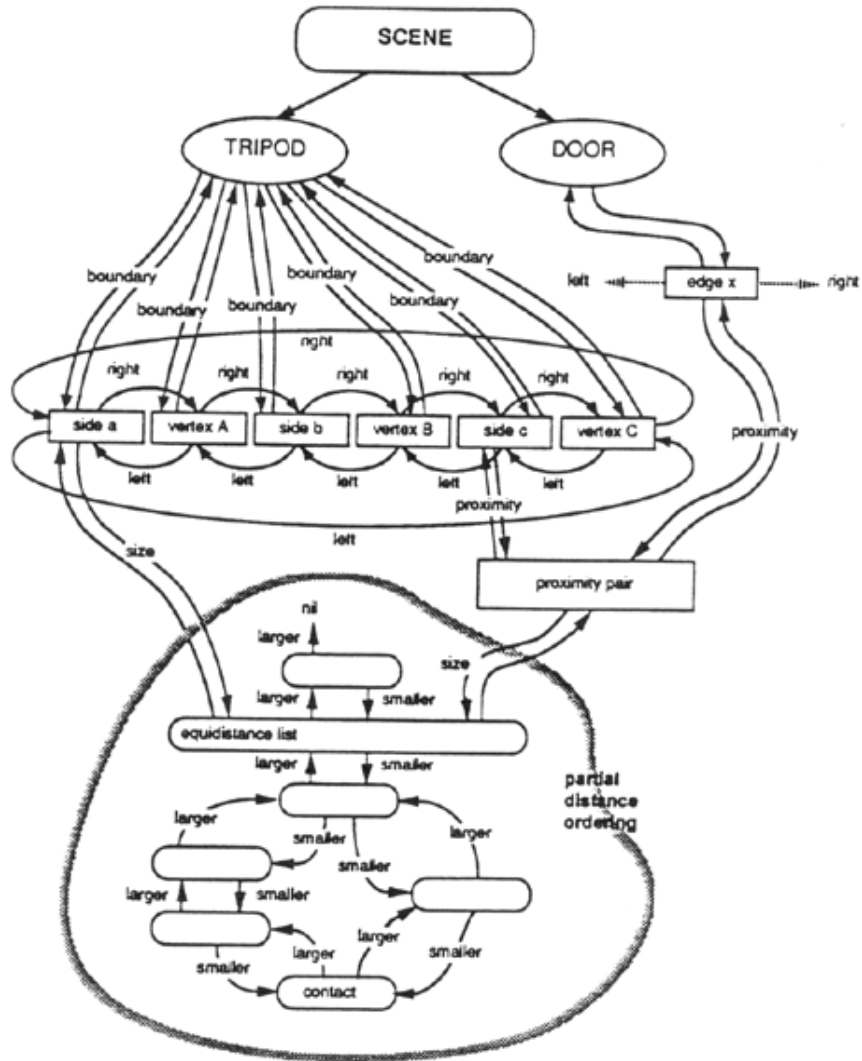 SCENE
TRIPOD
DOOR
boundary
boundary
boundary
boundary
boundary
boundary
left
edge x
right
right
right
right
right
right
right
side a
vertex A
side b
vertex B
side c
vertex C
proximity
left
left
left
left
left
proximity
left
size
proximity pair
nil
larger
size
larger
smaller
equidistance list
larger
smaller
partial
distance
ordering
larger
smaller
larger
smaller
larger
smaller
larger
larger
smaller
smaller
contact